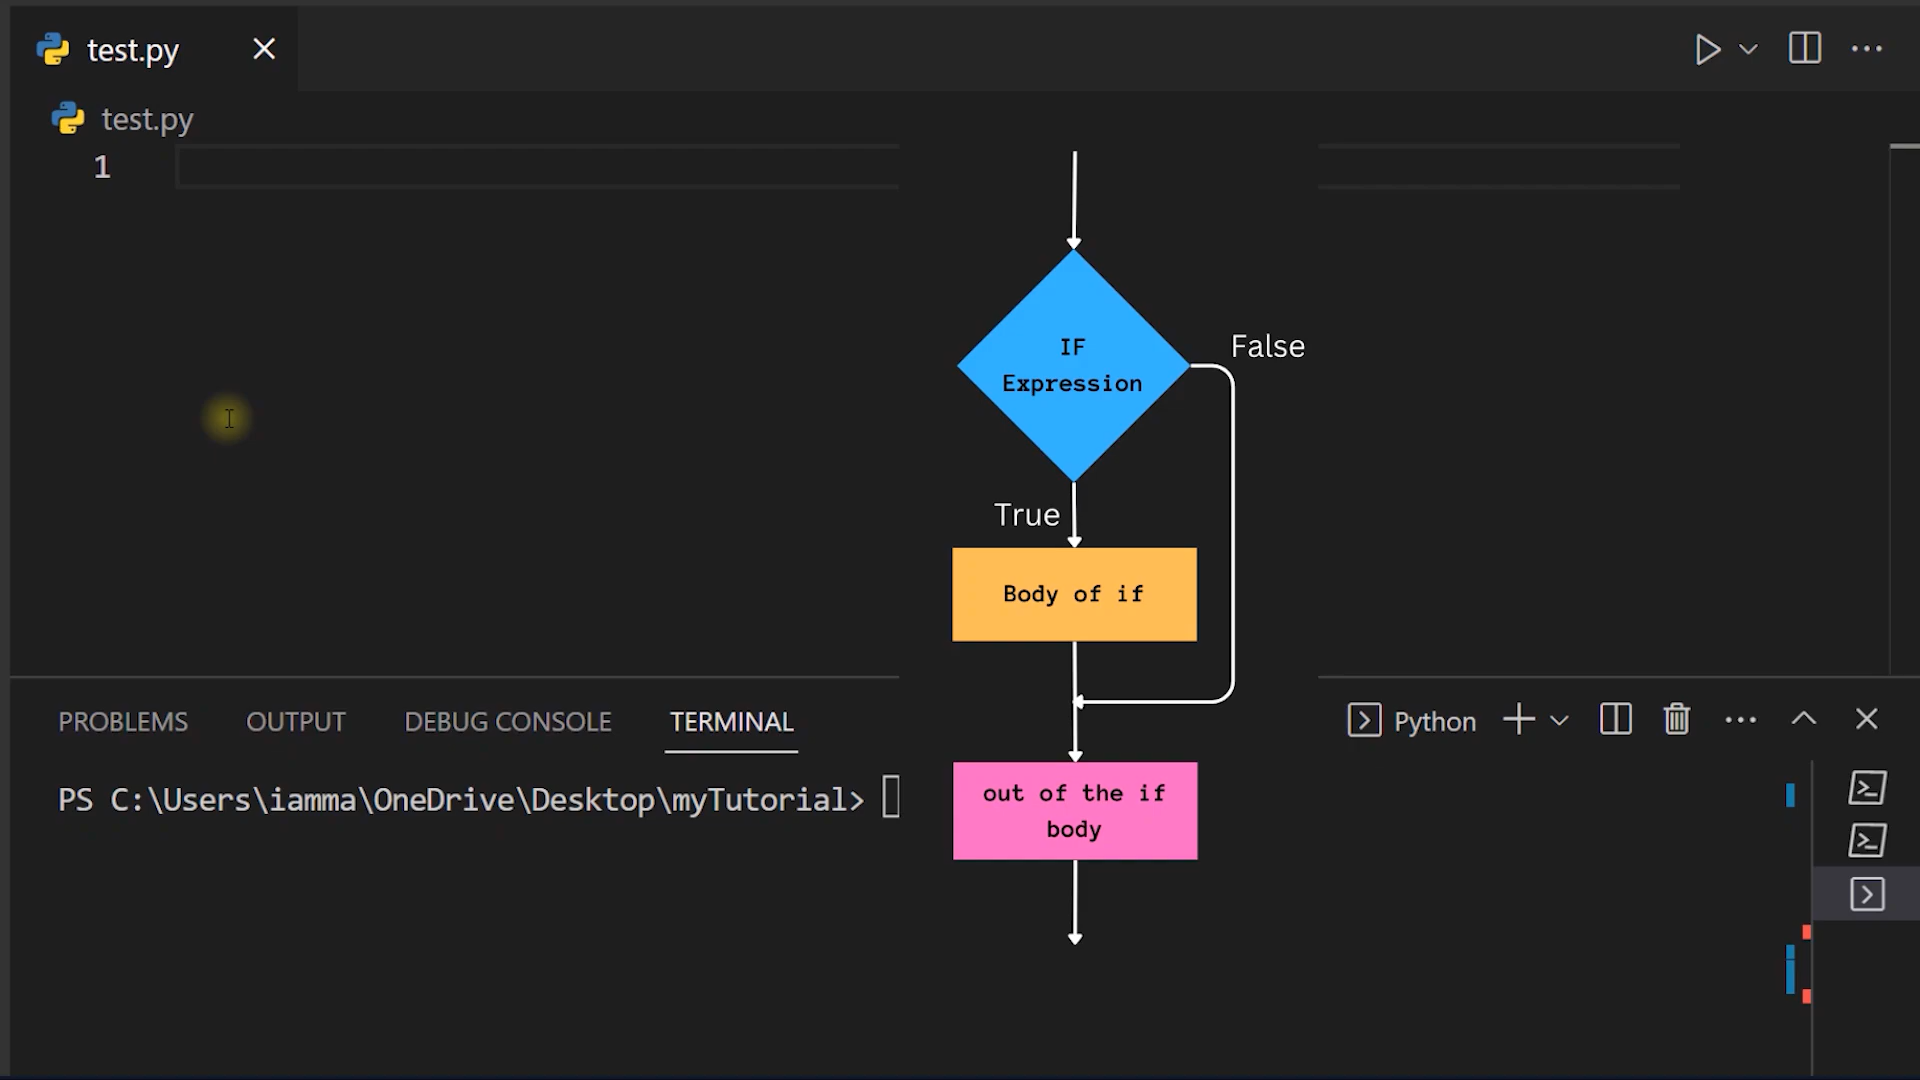 test.py
test.py
1
IF
Expression
False
True
Body of if
PROBLEMS OUTPUT DEBUG CONSOLE TERMINAL
Python
PS C:\Users\iamma\OneDrive\Desktop\myTutorial>
out of the if
body